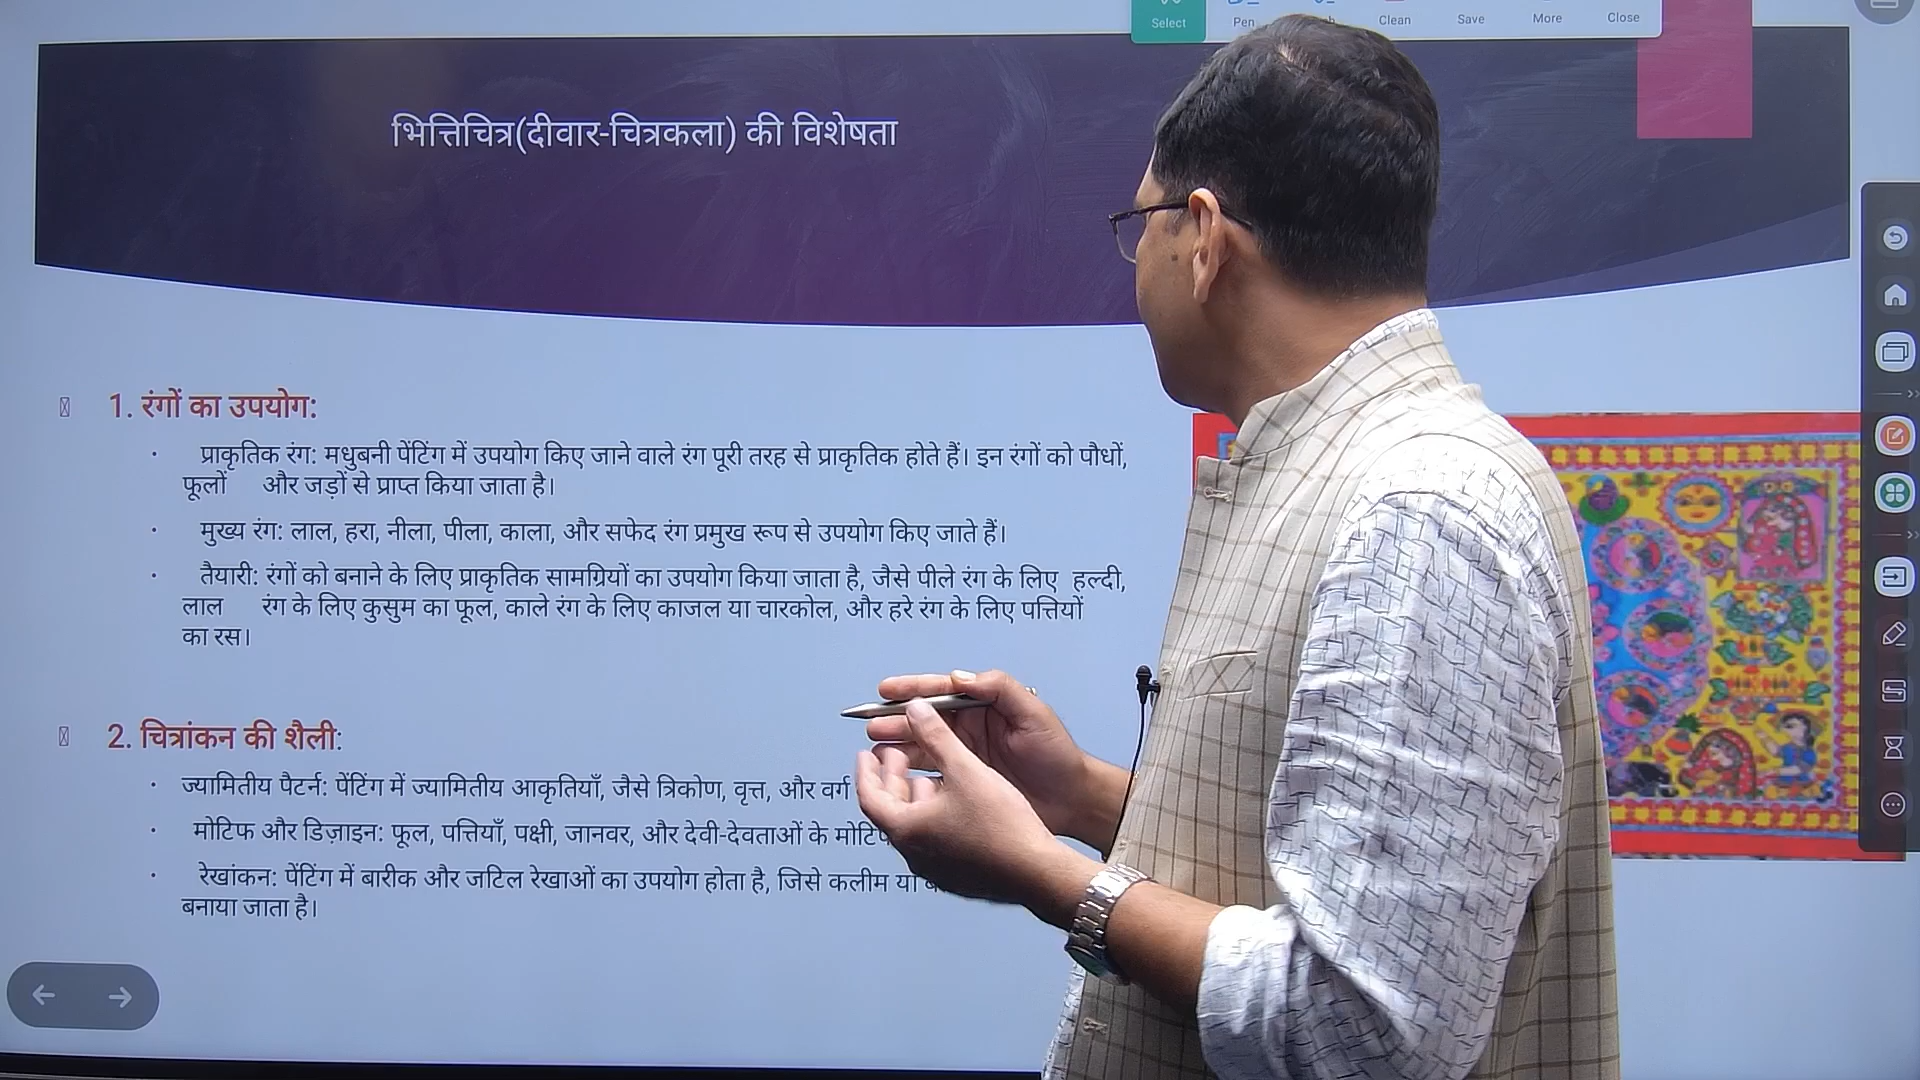 Select Pen Clean Save More Close
भित्तिचित्र(दीवार-चित्रकला) की विशेषता
1. रंगों का उपयोग:
· प्राकृतिक रंग: मधुबनी पेंटिंग में उपयोग किए जाने वाले रंग पूरी तरह से प्राकृतिक होते हैं। इन रंगों को पौधों,
फूलों और जड़ों से प्राप्त किया जाता है।
· मुख्य रंग: लाल, हरा, नीला, पीला, काला, और सफेद रंग प्रमुख रूप से उपयोग किए जाते हैं।
· तैयारी: रंगों को बनाने के लिए प्राकृतिक सामग्रियों का उपयोग किया जाता है, जैसे पीले रंग के लिए हल्दी,
लाल रंग के लिए कुसुम का फूल, काले रंग के लिए काजल या चारकोल, और हरे रंग के लिए पत्तियों
का रस।
2. चित्रांकन की शैली:
· ज्यामितीय पैटर्न: पेंटिंग में ज्यामितीय आकृतियाँ, जैसे त्रिकोण, वृत्त, और वर्ग
· मोटिफ और डिज़ाइन: फूल, पत्तियाँ, पक्षी, जानवर, और देवी-देवताओं के
· रेखांकन: पेंटिंग में बारीक और जटिल रेखाओं का उपयोग होता है, जिसे कलीम या
बनाया जाता है।